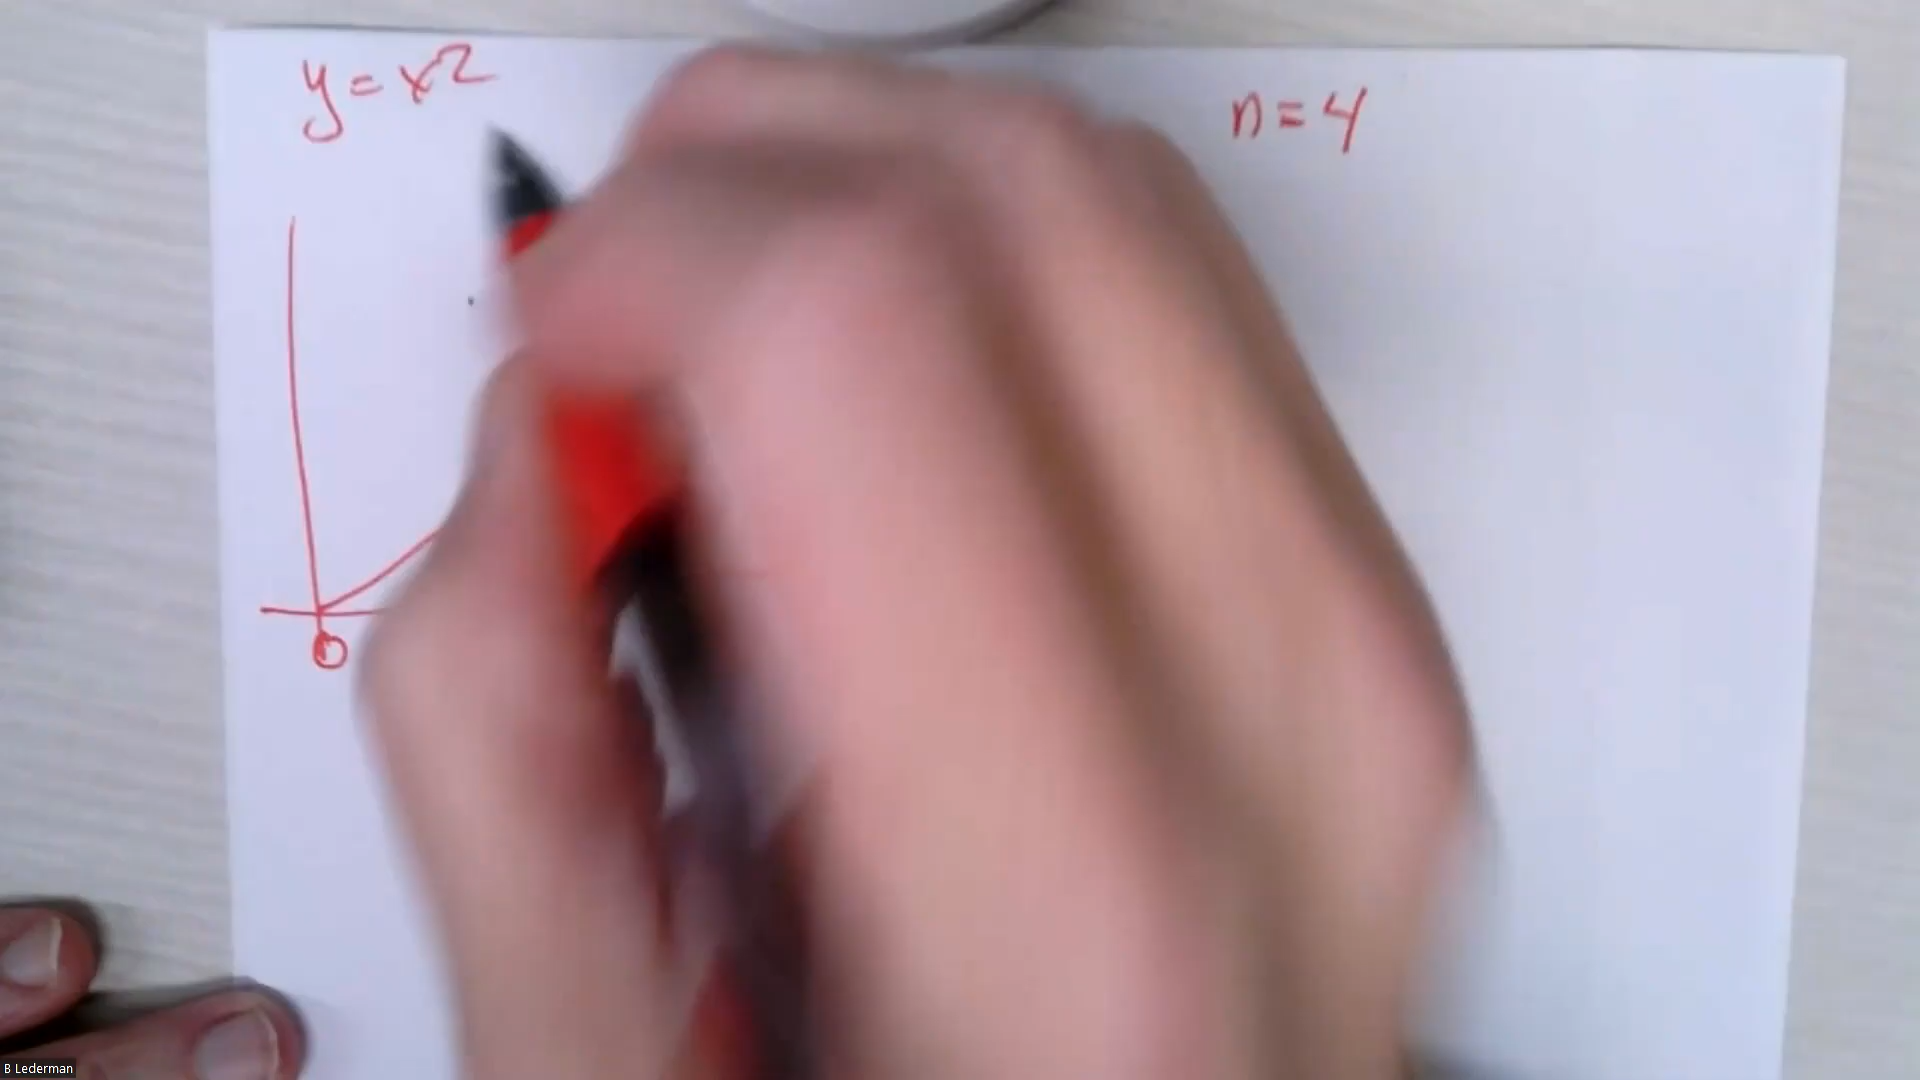 y = x²
n = 4
0
B Lederman